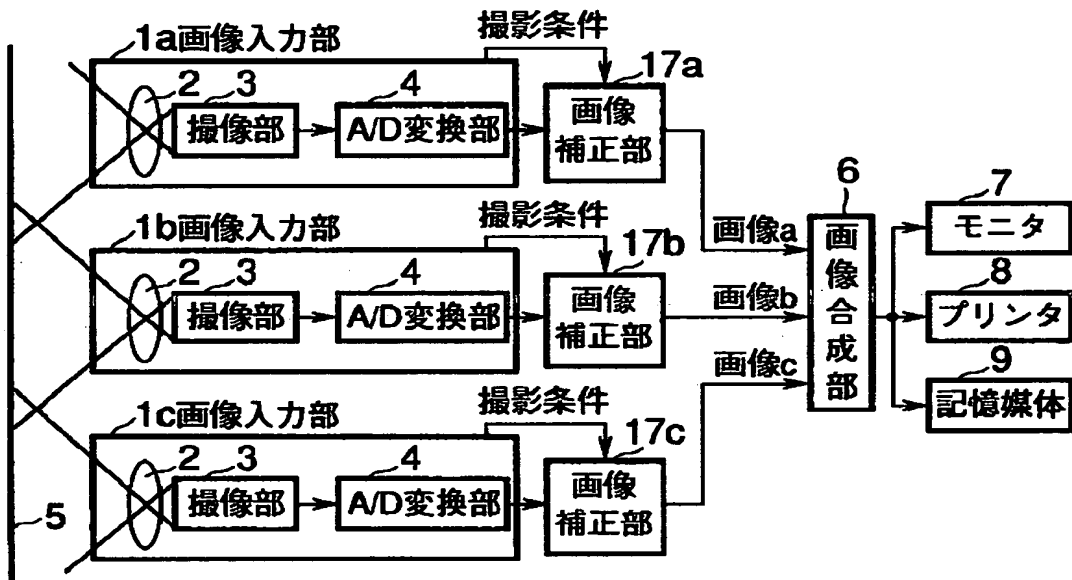 1a画像入力部
撮影条件
17a
2
3
4
撮像部
A/D変換部
画像
補正部
1b画像入力部
撮影条件
17b
2
3
4
撮像部
A/D変換部
画像
補正部
1c画像入力部
撮影条件
17c
2
3
4
撮像部
A/D変換部
画像
補正部
5
画像a
画像b
画像c
6
画像合成部
7
モニタ
8
プリンタ
9
記憶媒体